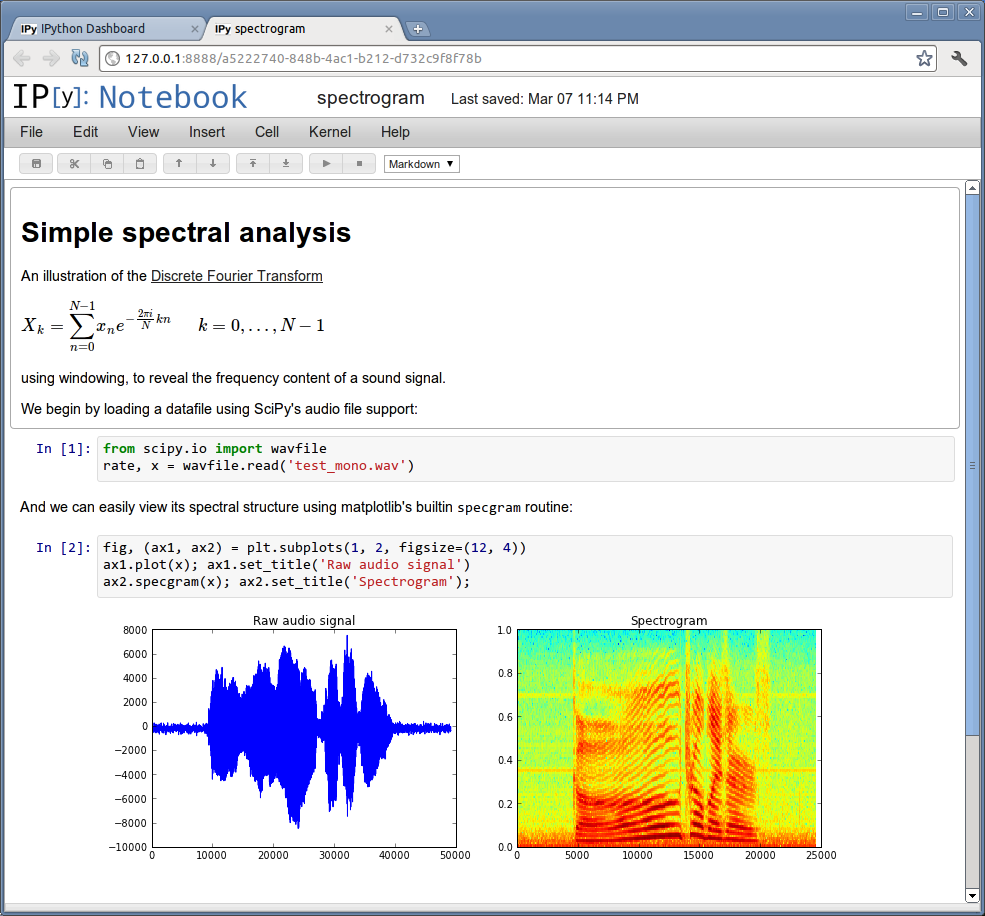 IPy IPython Dashboard
IPy spectrogram
127.0.0.1:8888/a5222740-848b-4ac1-b212-d732c9f8f78b
IP[y]: Notebook
spectrogram
Last saved: Mar 07 11:14 PM
File Edit View Insert Cell Kernel Help
Markdown
Simple spectral analysis
An illustration of the Discrete Fourier Transform
X_k = \sum_{n=0}^{N-1} x_n e^{-\frac{2\pi i}{N} kn} k = 0, ..., N − 1
using windowing, to reveal the frequency content of a sound signal.
We begin by loading a datafile using SciPy's audio file support:
In [1]: from scipy.io import wavfile
rate, x = wavfile.read('test_mono.wav')
And we can easily view its spectral structure using matplotlib's builtin specgram routine:
In [2]: fig, (ax1, ax2) = plt.subplots(1, 2, figsize=(12, 4))
ax1.plot(x); ax1.set_title('Raw audio signal')
ax2.specgram(x); ax2.set_title('Spectrogram');
Raw audio signal
8000
6000
4000
2000
0
−2000
−4000
−6000
−8000
−10000
0 10000 20000 30000 40000 50000
Spectrogram
1.0
0.8
0.6
0.4
0.2
0.0
0 5000 10000 15000 20000 25000